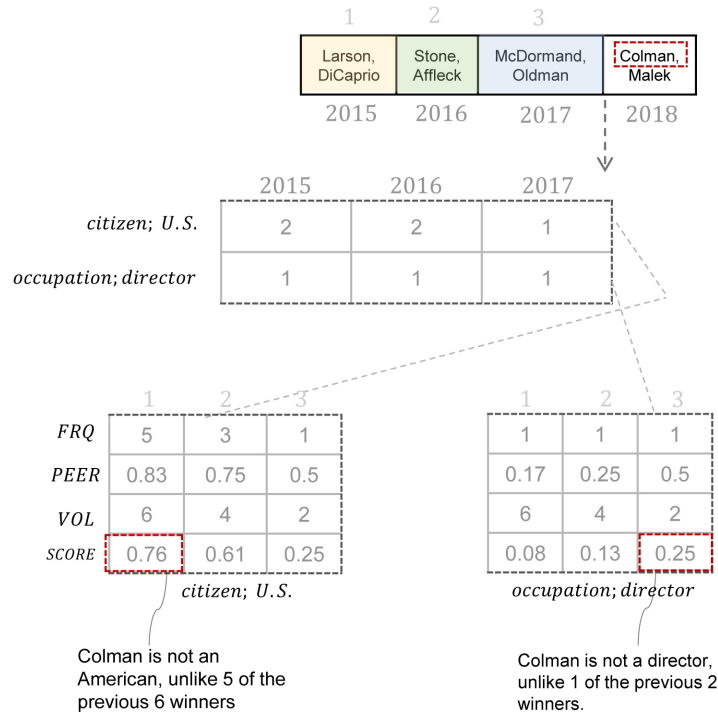 1 2 3
Larson, Stone, McDormand, Colman,
DiCaprio Affleck Oldman Malek
2015 2016 2017 2018
2015 2016 2017
citizen; U.S. 2 2 1
occupation; director 1 1 1
1 2 3 1 2 3
FRQ 5 3 1 1 1 1
PEER 0.83 0.75 0.5 0.17 0.25 0.5
VOL 6 4 2 6 4 2
SCORE 0.76 0.61 0.25 0.08 0.13 0.25
citizen; U.S. occupation; director
Colman is not an
American, unlike 5 of the
previous 6 winners
Colman is not a director,
unlike 1 of the previous 2
winners.